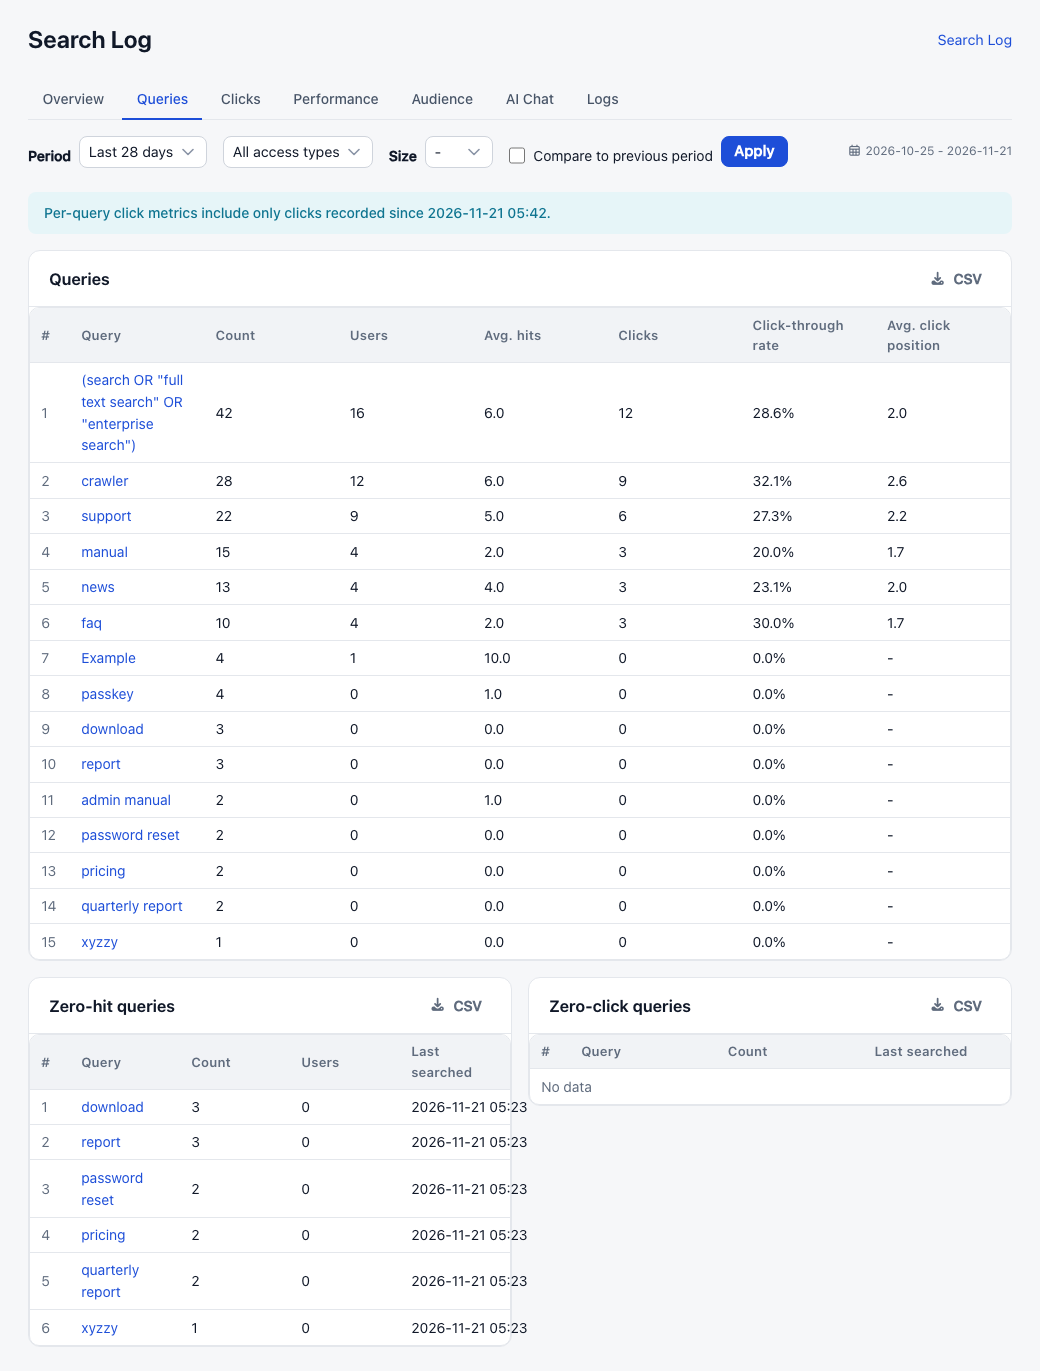 Search Log
Search Log
Overview Queries Clicks Performance Audience AI Chat Logs
Period Last 28 days All access types Size - Compare to previous period Apply 2026-10-25 - 2026-11-21
Per-query click metrics include only clicks recorded since 2026-11-21 05:42.
Queries CSV
# Query Count Users Avg. hits Clicks Click-through rate Avg. click position
1 (search OR "full text search" OR "enterprise search") 42 16 6.0 12 28.6% 2.0
2 crawler 28 12 6.0 9 32.1% 2.6
3 support 22 9 5.0 6 27.3% 2.2
4 manual 15 4 2.0 3 20.0% 1.7
5 news 13 4 4.0 3 23.1% 2.0
6 faq 10 4 2.0 3 30.0% 1.7
7 Example 4 1 10.0 0 0.0% -
8 passkey 4 0 1.0 0 0.0% -
9 download 3 0 0.0 0 0.0% -
10 report 3 0 0.0 0 0.0% -
11 admin manual 2 0 1.0 0 0.0% -
12 password reset 2 0 0.0 0 0.0% -
13 pricing 2 0 0.0 0 0.0% -
14 quarterly report 2 0 0.0 0 0.0% -
15 xyzzy 1 0 0.0 0 0.0% -
Zero-hit queries CSV
# Query Count Users Last searched
1 download 3 0 2026-11-21 05:23
2 report 3 0 2026-11-21 05:23
3 password reset 2 0 2026-11-21 05:23
4 pricing 2 0 2026-11-21 05:23
5 quarterly report 2 0 2026-11-21 05:23
6 xyzzy 1 0 2026-11-21 05:23
Zero-click queries CSV
# Query Count Last searched
No data